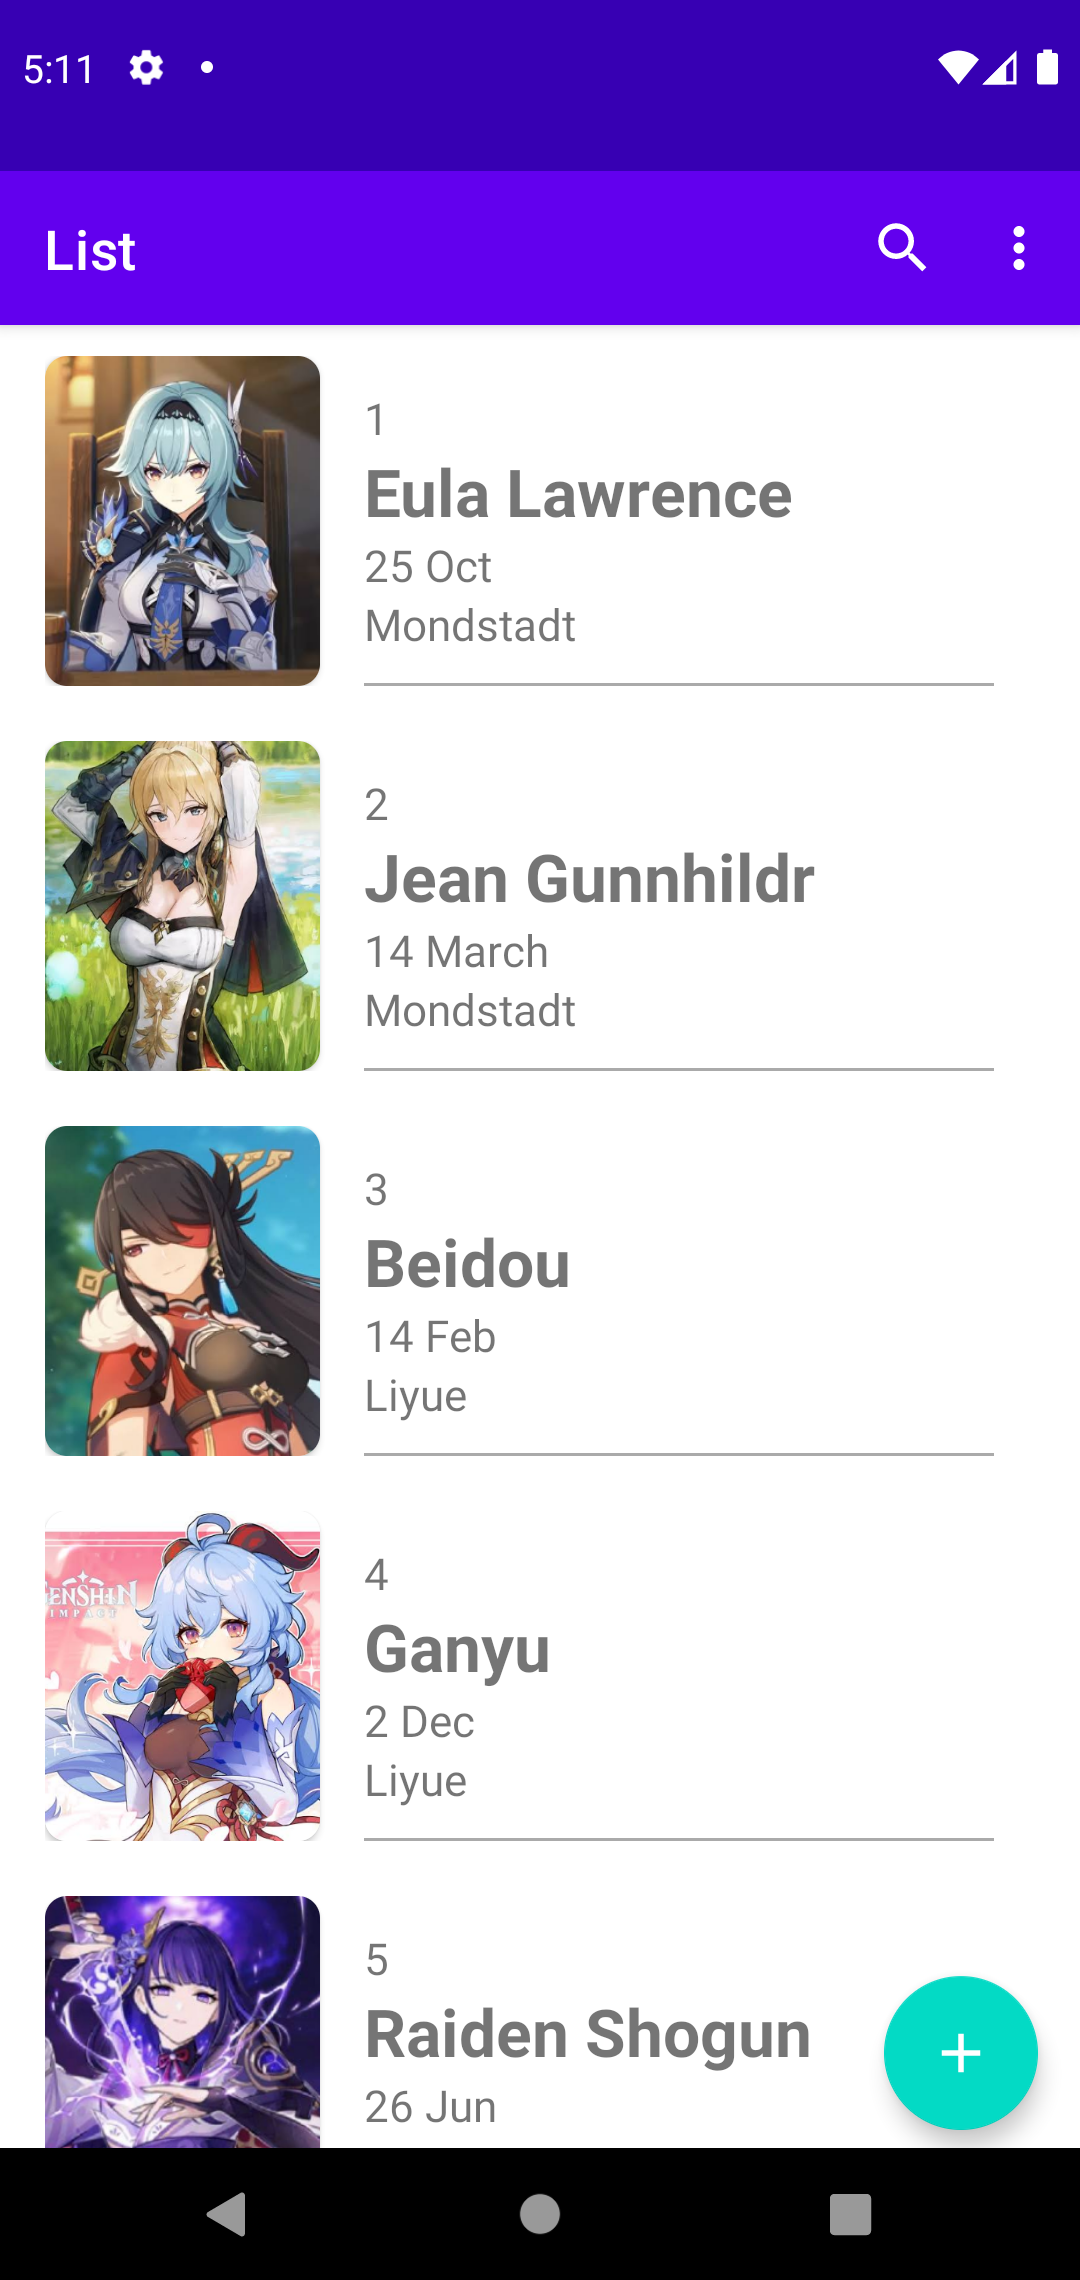 5:11
List
1
Eula Lawrence
25 Oct
Mondstadt
2
Jean Gunnhildr
14 March
Mondstadt
3
Beidou
14 Feb
Liyue
GENSHIN
IMPACT
4
Ganyu
2 Dec
Liyue
5
Raiden Shogun
26 Jun